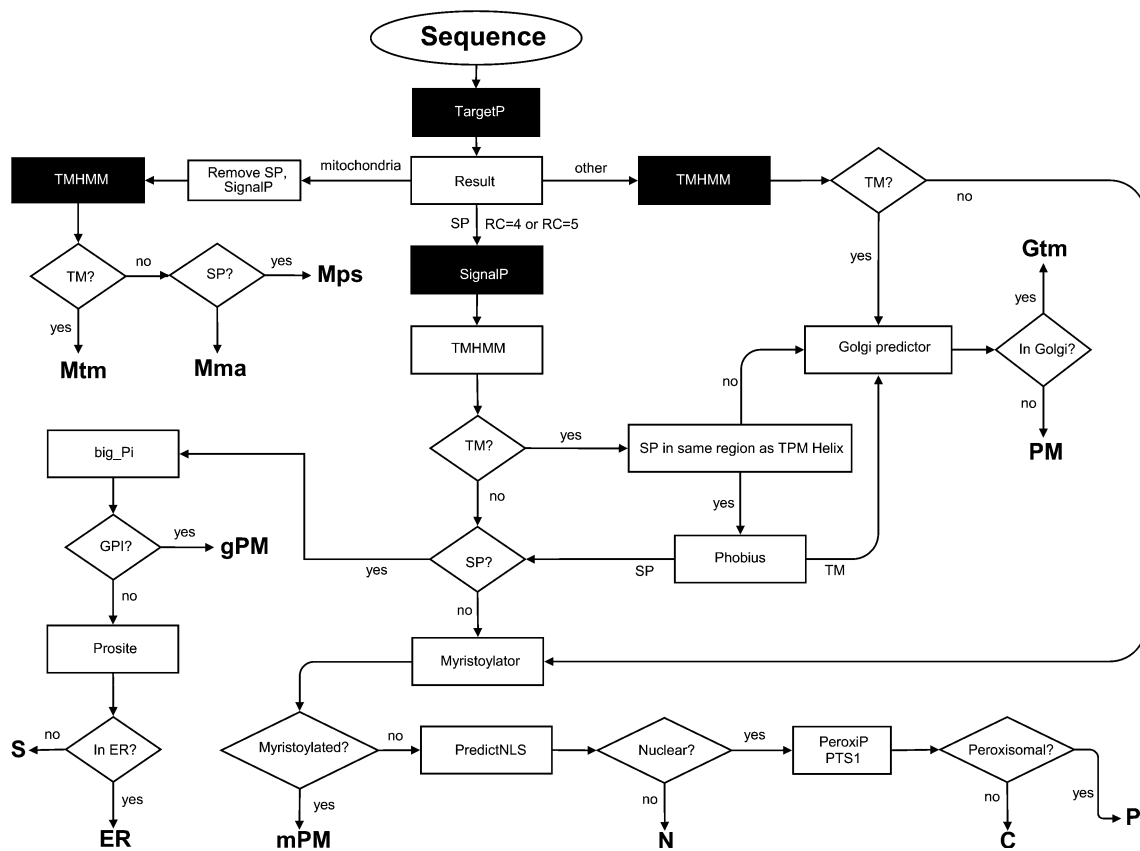 Sequence
TargetP
TMHMM
Remove SP,
SignalP
mitochondria
Result
other
TMHMM
TM?
no
SP RC=4 or RC=5
yes
TM?
no
SP?
yes
Mps
SignalP
Gtm
yes
yes
Mtm
Mma
TMHMM
Golgi predictor
In Golgi?
no
no
PM
big_Pi
TM?
yes
SP in same region as TPM Helix
no
yes
GPI?
yes
gPM
yes
SP?
SP
Phobius
TM
no
no
Prosite
Myristoylator
S
no
In ER?
Myristoylated?
no
PredictNLS
Nuclear?
yes
PeroxiP
PTS1
Peroxisomal?
yes
yes
no
no
yes
ER
mPM
N
C
P